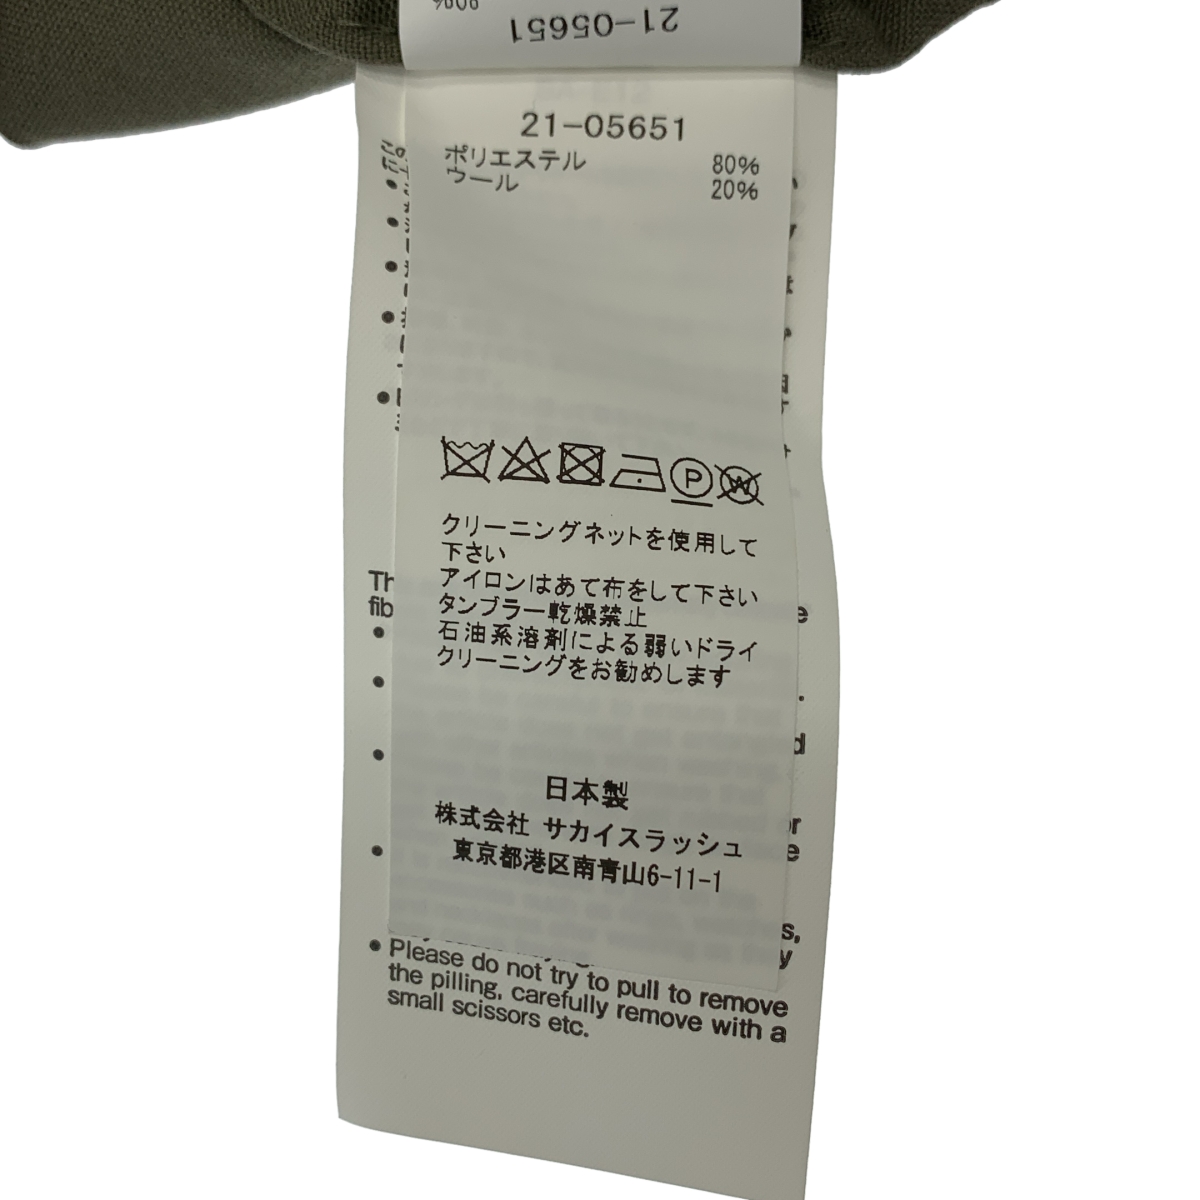 80%
21-05651
21-05651
ポリエステル 80%
ウール 20%
P
W
クリーニングネットを使用して
下さい
アイロンはあて布をして下さい
タンブラー乾燥禁止
石油系溶剤による弱いドライ
クリーニングをお勧めします
日本製
株式会社 サカイスラッシュ
東京都港区南青山6-11-1
• Please do not try to pull to remove
the pilling, carefully remove with a
small scissors etc.